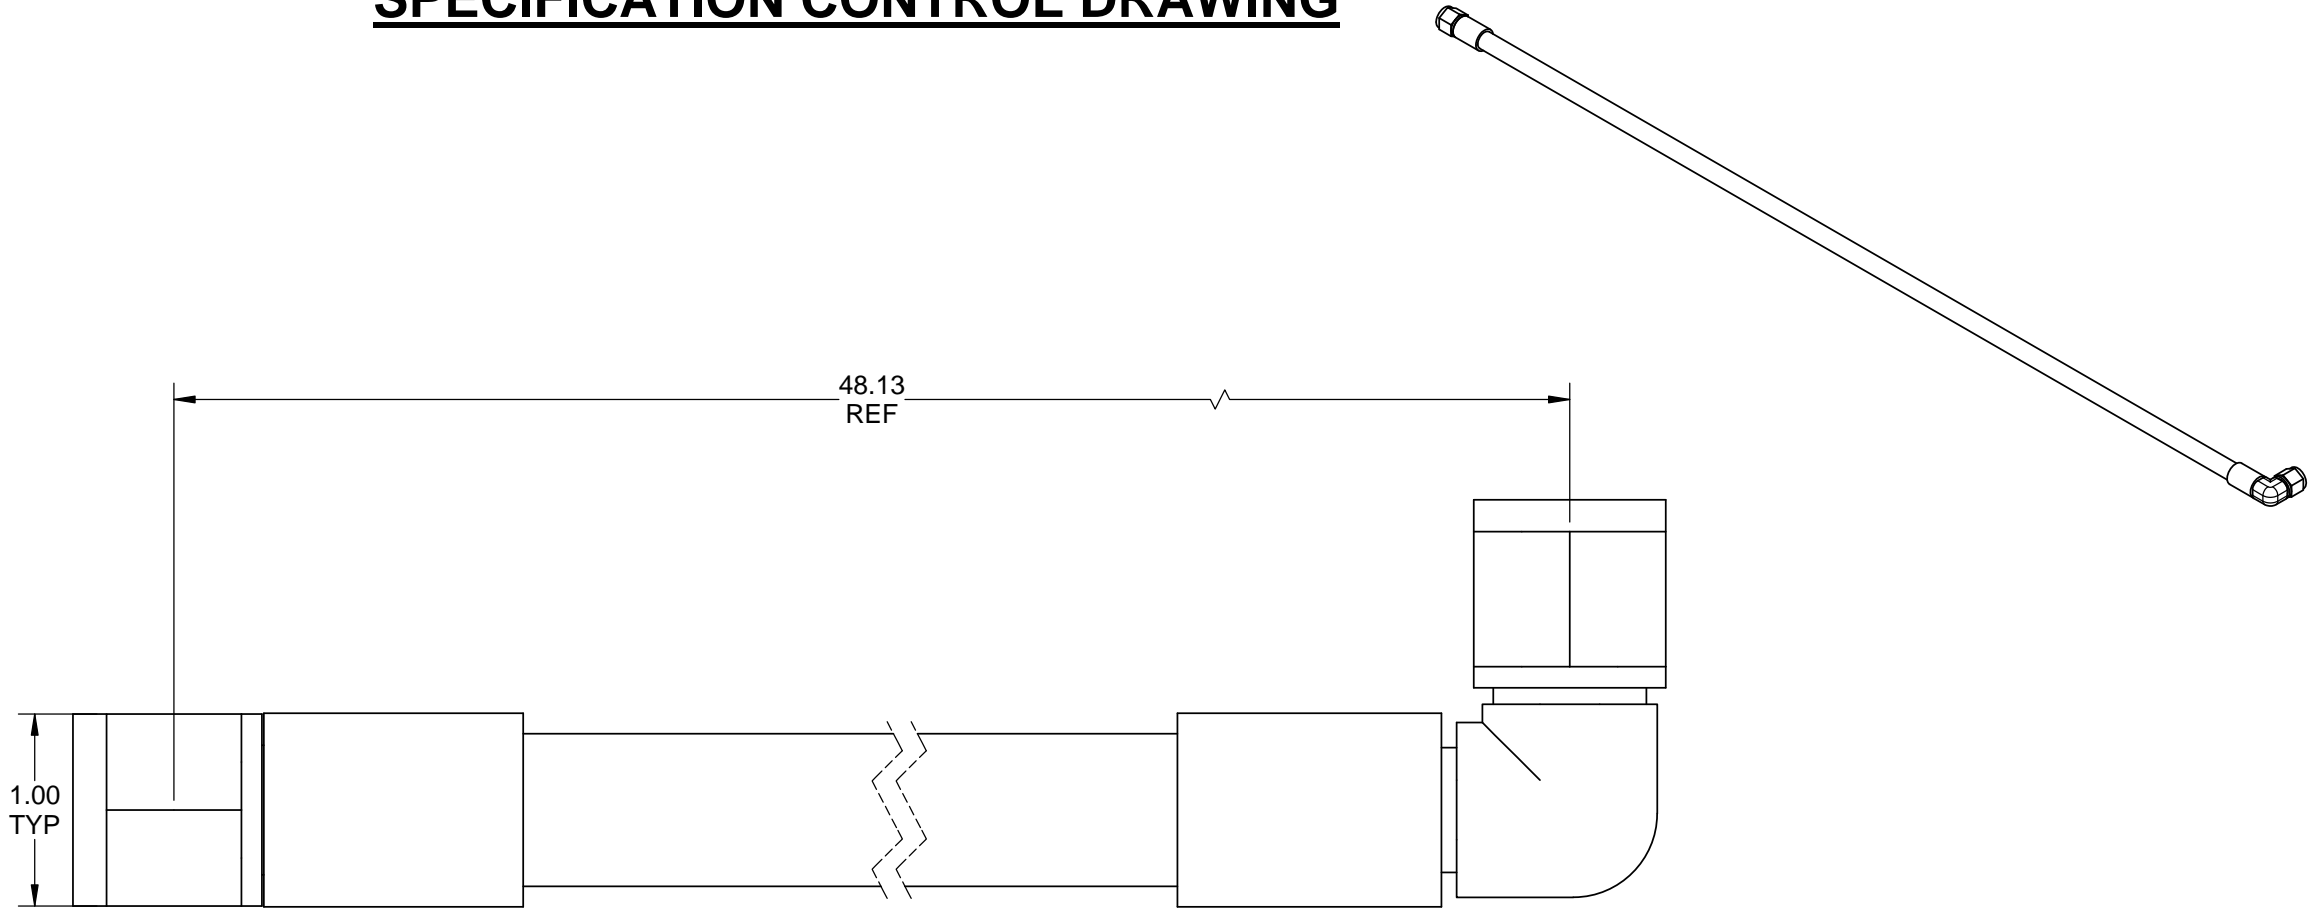 SPECIFICATION CONTROL DRAWING
48.13
REF
1.00
TYP